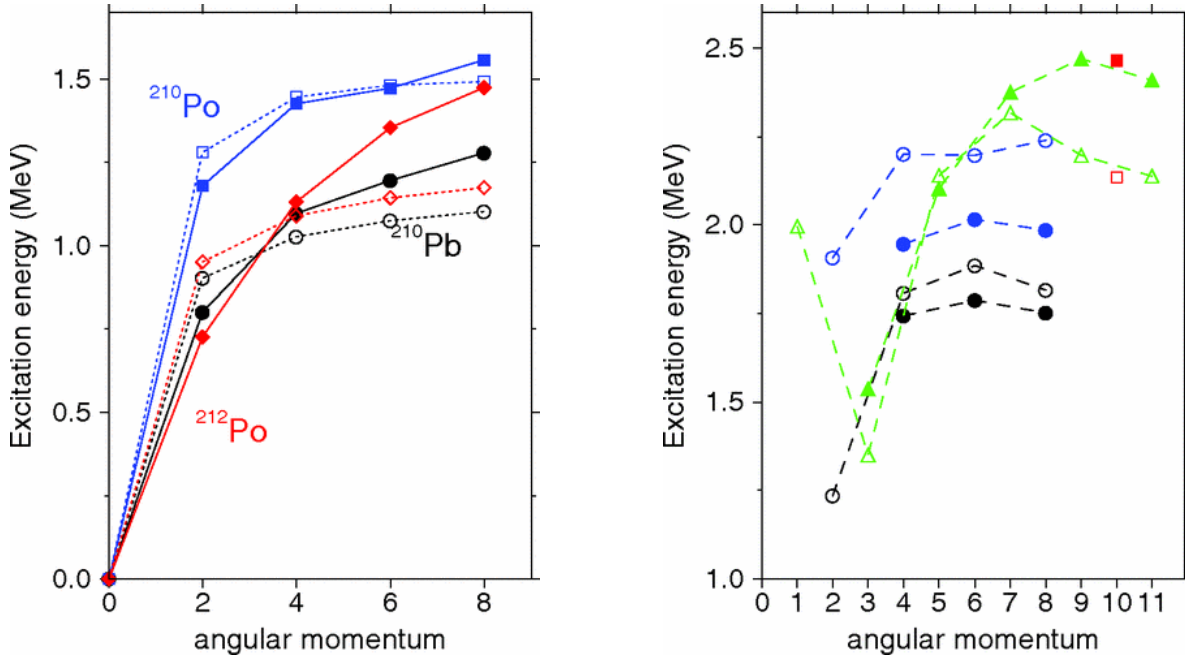 Excitation energy (MeV)
1.5
1.0
0.5
0.0
²¹⁰Po
²¹⁰Pb
²¹²Po
0 2 4 6 8
angular momentum
Excitation energy (MeV)
2.5
2.0
1.5
1.0
0 1 2 3 4 5 6 7 8 9 10 11
angular momentum